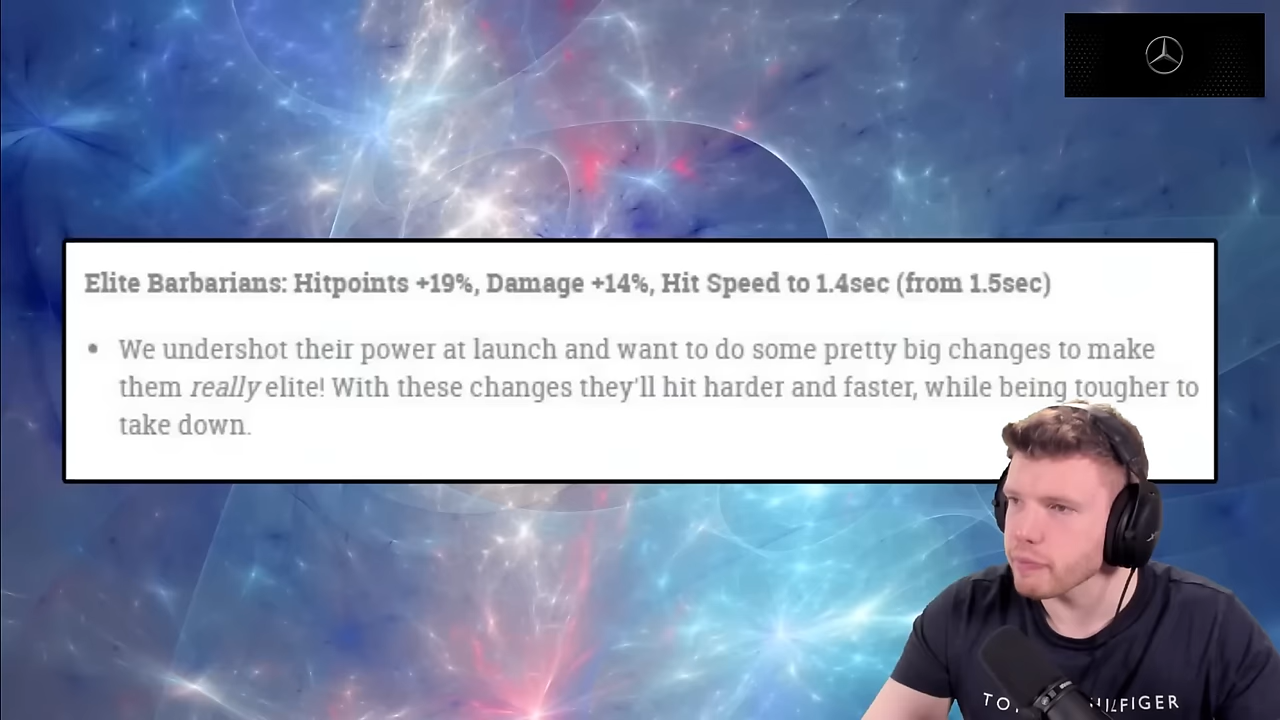 Elite Barbarians: Hitpoints +19%, Damage +14%, Hit Speed to 1.4sec (from 1.5sec)
• We undershot their power at launch and want to do some pretty big changes to make
them really elite! With these changes they'll hit harder and faster, while being tougher to
take down.